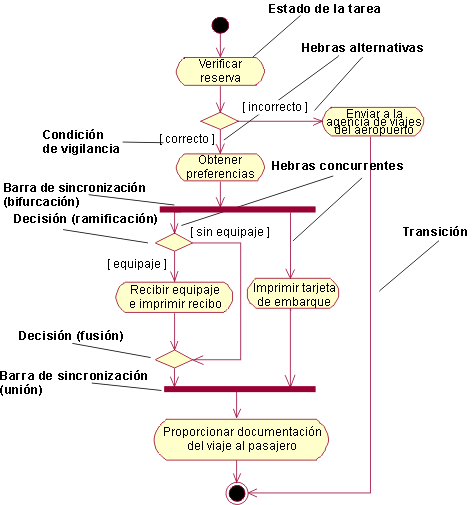 Estado de la tarea
Verificar
reserva
Hebras alternativas
[ incorrecto ]
Enviar a la
agencia de viajes
del aeropuerto
Condición
de vigilancia
[ correcto ]
Obtener
preferencias
Hebras concurrentes
Barra de sincronización
(bifurcación)
Decisión (ramificación)
[ sin equipaje ]
Transición
[ equipaje ]
Recibir equipaje
e imprimir recibo
Imprimir tarjeta
de embarque
Decisión (fusión)
Barra de sincronización
(unión)
Proporcionar documentación
del viaje al pasajero